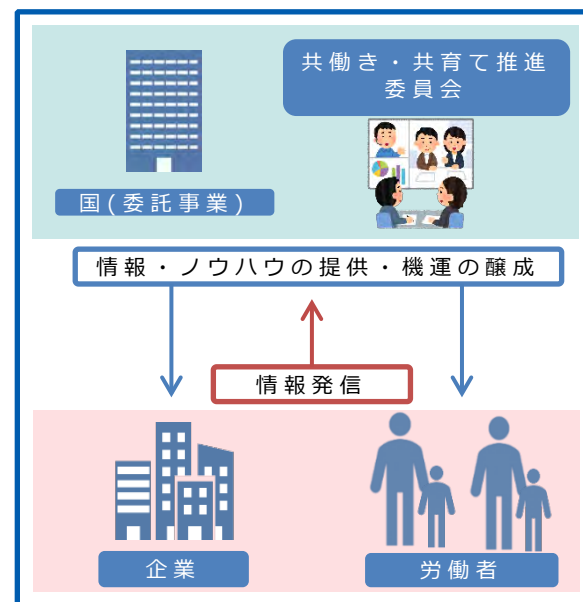 共働き・共育て推進
委員会
国(委託事業)
情報・ノウハウの提供・機運の醸成
情報発信
企業
労働者